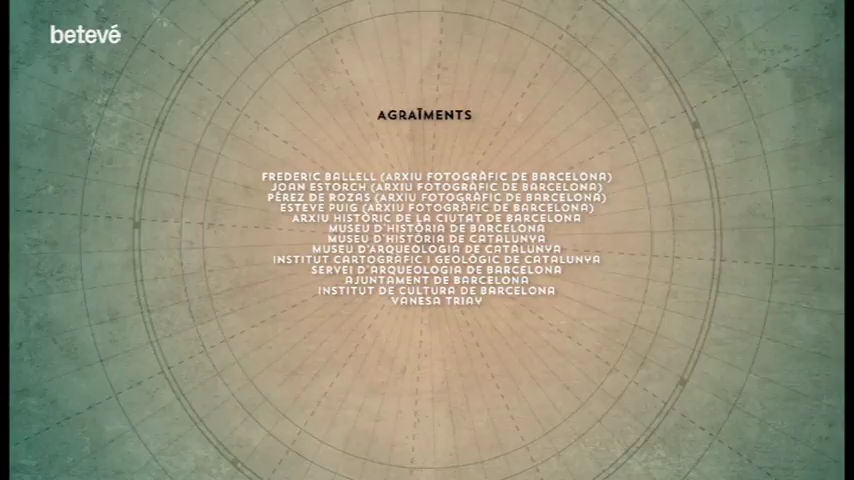 betevé
AGRAÏMENTS
FREDERIC BALLELL (ARXIU FOTOGRÀFIC DE BARCELONA)
JOAN ESTORCH (ARXIU FOTOGRÀFIC DE BARCELONA)
PÉREZ DE ROZAS (ARXIU FOTOGRÀFIC DE BARCELONA)
ESTEVE PUIG (ARXIU FOTOGRÀFIC DE BARCELONA)
ARXIU HISTÒRIC DE LA CIUTAT DE BARCELONA
MUSEU D'HISTÒRIA DE BARCELONA
MUSEU D'HISTÒRIA DE CATALUNYA
MUSEU D'ARQUEOLOGIA DE CATALUNYA
INSTITUT CARTOGRÀFIC I GEOLÒGIC DE CATALUNYA
SERVEI D'ARQUEOLOGIA DE BARCELONA
AJUNTAMENT DE BARCELONA
INSTITUT DE CULTURA DE BARCELONA
VANESA TRIAY